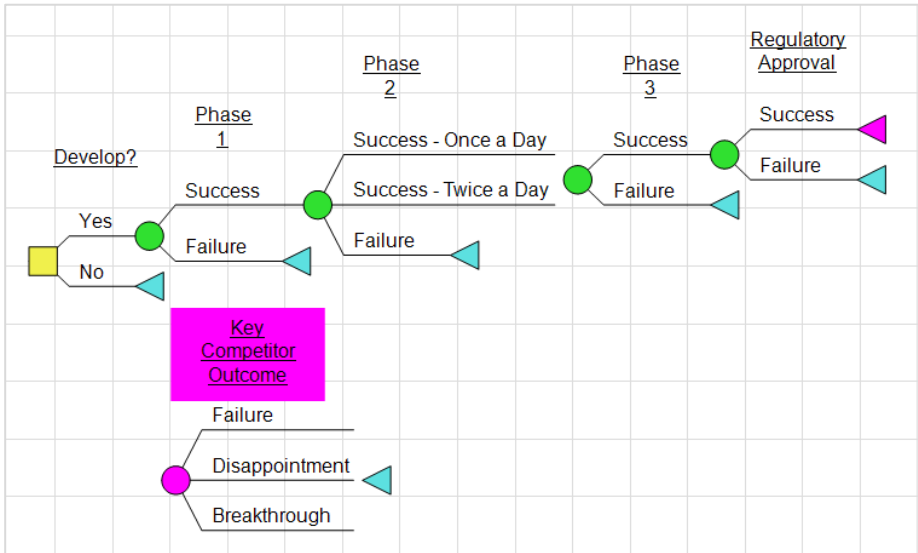 Regulatory
Approval
Phase
2
Phase
3
Phase
1
Success
Develop?
Success - Once a Day
Success
Failure
Success
Success - Twice a Day
Failure
Yes
Failure
Failure
No
Key
Competitor
Outcome
Failure
Disappointment
Breakthrough